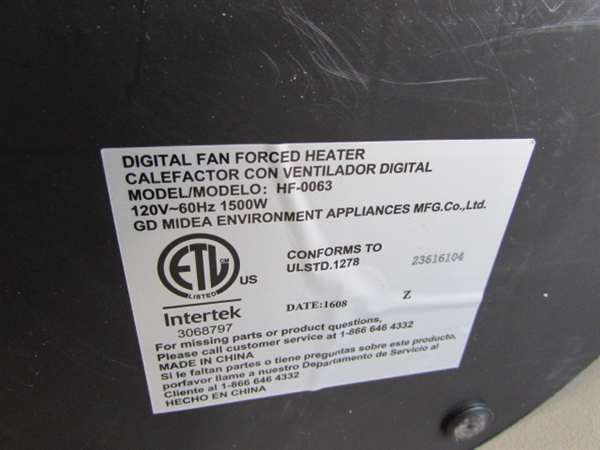 DIGITAL FAN FORCED HEATER
CALEFACTOR CON VENTILADOR DIGITAL
MODEL/MODELO: HF-0063
120V~60Hz 1500W
GD MIDEA ENVIRONMENT APPLIANCES MFG.Co.,Ltd.
ETL CM
LISTED
US
Intertek
3068797
CONFORMS TO
ULSTD.1278
23616104
DATE:1608 Z
For missing parts or product questions,
Please call customer service at 1-866 646 4332
MADE IN CHINA
Si le faltan partes o tiene preguntas sobre este producto,
porfavor llame a nuestro Departamento de Servicio al
Cliente al 1-866 646 4332
HECHO EN CHINA